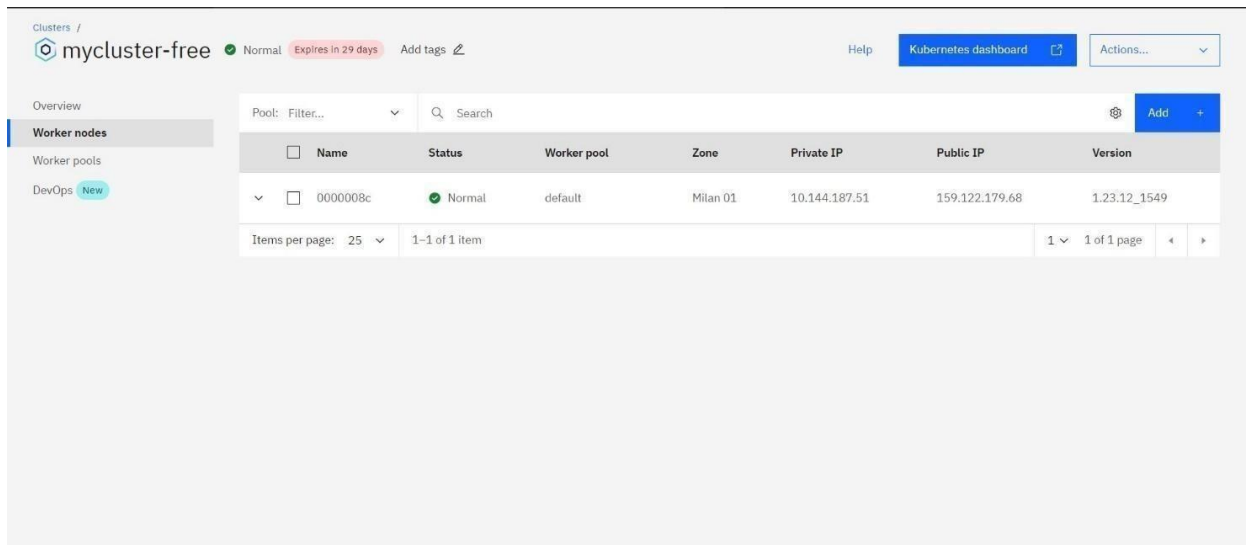 Clusters /
mycluster-free Normal Expires in 29 days Add tags Help Kubernetes dashboard Actions...
Overview
Worker nodes
Worker pools
DevOps New
Pool: Filter... Search Add +
Name Status Worker pool Zone Private IP Public IP Version
0000008c Normal default Milan 01 10.144.187.51 159.122.179.68 1.23.12_1549
Items per page: 25 1–1 of 1 item 1 1 of 1 page